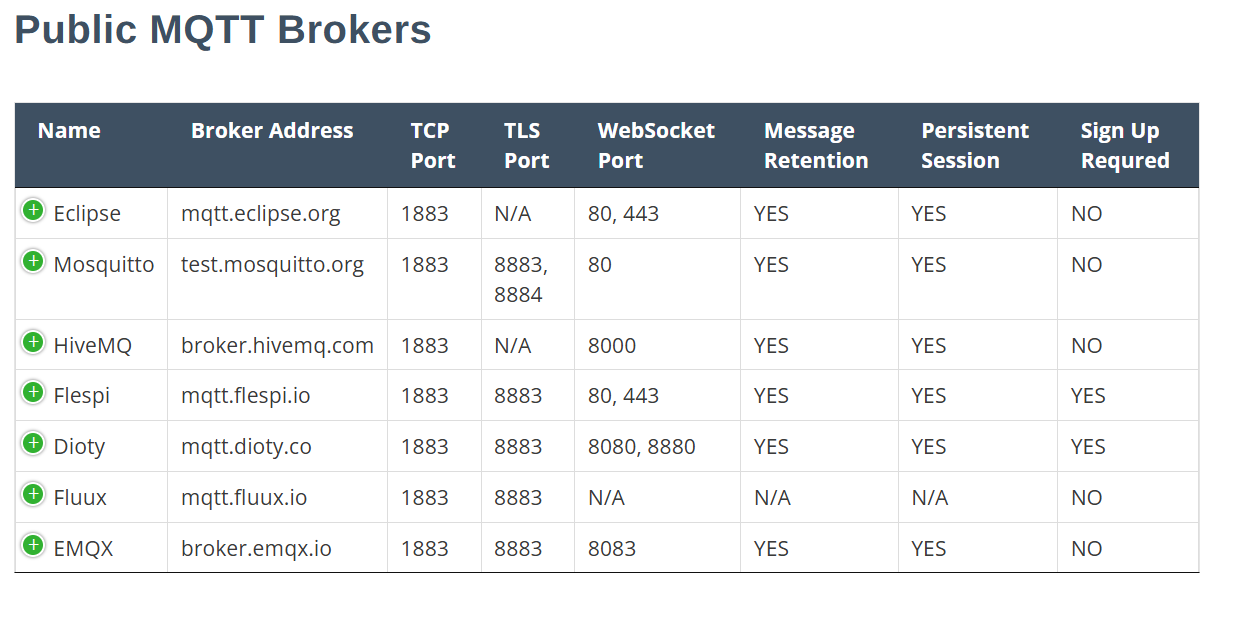 Public MQTT Brokers
Name Broker Address TCP Port TLS Port WebSocket Port Message Retention Persistent Session Sign Up Requred
Eclipse mqtt.eclipse.org 1883 N/A 80, 443 YES YES NO
Mosquitto test.mosquitto.org 1883 8883, 8884 80 YES YES NO
HiveMQ broker.hivemq.com 1883 N/A 8000 YES YES NO
Flespi mqtt.flespi.io 1883 8883 80, 443 YES YES YES
Dioty mqtt.dioty.co 1883 8883 8080, 8880 YES YES YES
Fluux mqtt.fluux.io 1883 8883 N/A N/A N/A NO
EMQX broker.emqx.io 1883 8883 8083 YES YES NO